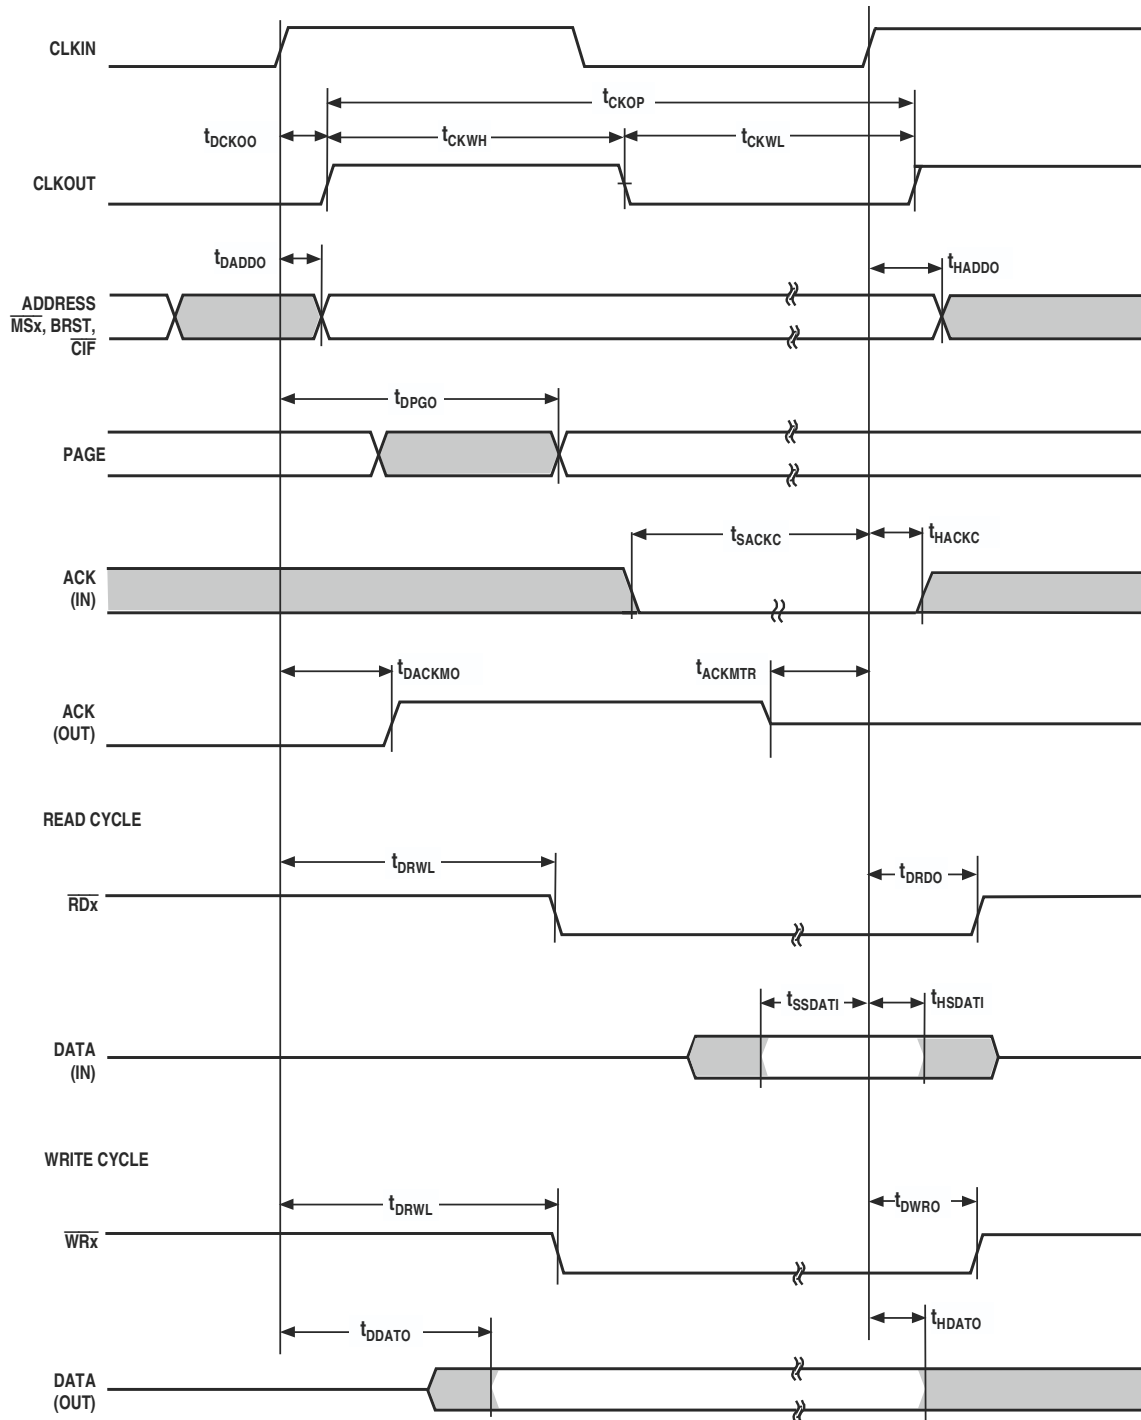 CLKIN
tCKOP
tDCKOO
tCKWH
tCKWL
CLKOUT
tDADDO
tHADDO
ADDRESS
MSx, BRST,
CIF
tDPGO
PAGE
tSACKC
tHACKC
ACK
(IN)
tDACKMO
tACKMTR
ACK
(OUT)
READ CYCLE
tDRWL
tDRDO
RDx
tSSDATI
tHSDATI
DATA
(IN)
WRITE CYCLE
tDRWL
tDWRO
WRx
tDDATO
tHDATO
DATA
(OUT)